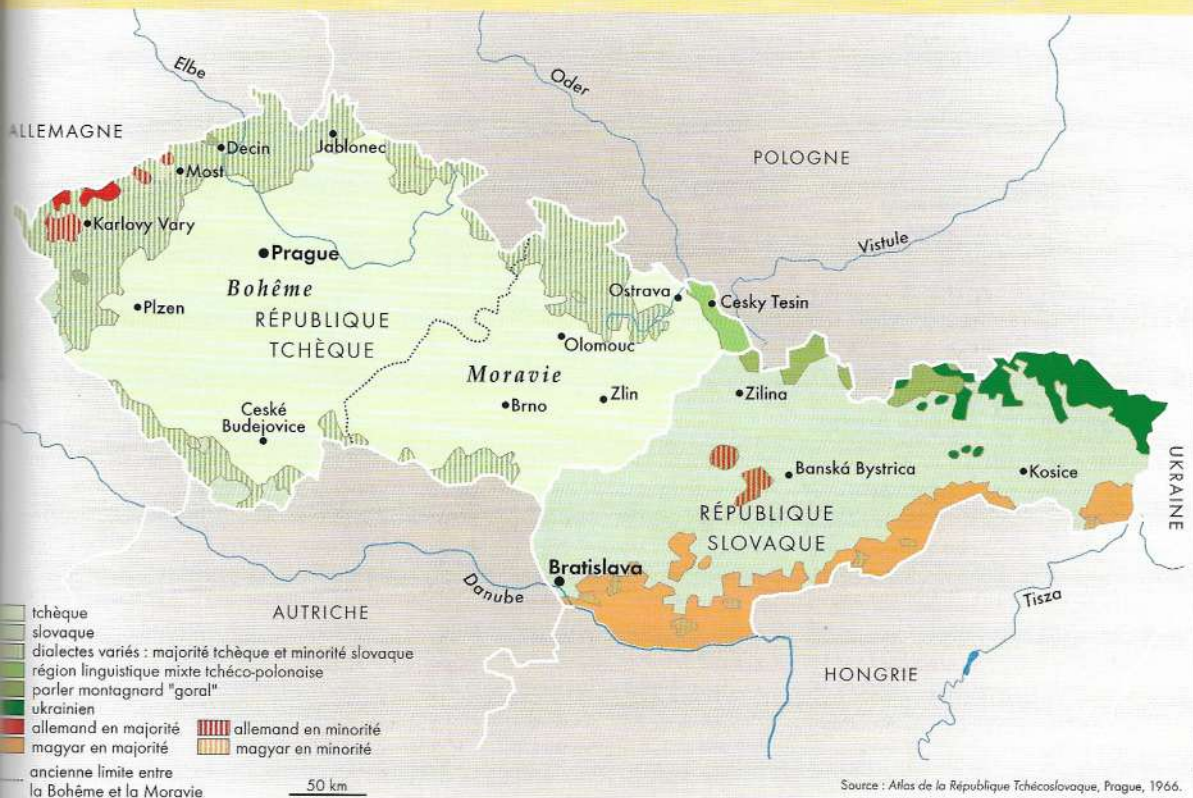 Elbe
Oder
ALLEMAGNE
Decin
Jablonec
POLOGNE
Most
Karlovy Vary
Vistule
Prague
Bohême
Ostrava
Cesky Tesin
Plzen
RÉPUBLIQUE
TCHÈQUE
Olomouc
Moravie
Zilina
Brno
Zlin
Ceské
Budejovice
UKRAINE
Banská Bystrica
Kosice
RÉPUBLIQUE
SLOVAQUE
Bratislava
Danube
Tisza
AUTRICHE
HONGRIE
tchèque
slovaque
dialectes variés : majorité tchèque et minorité slovaque
région linguistique mixte tchéco-polonaise
parler montagnard "goral"
ukrainien
allemand en majorité
allemand en minorité
magyar en majorité
magyar en minorité
ancienne limite entre
la Bohême et la Moravie
50 km
Source : Atlas de la République Tchécoslovaque, Prague, 1966.